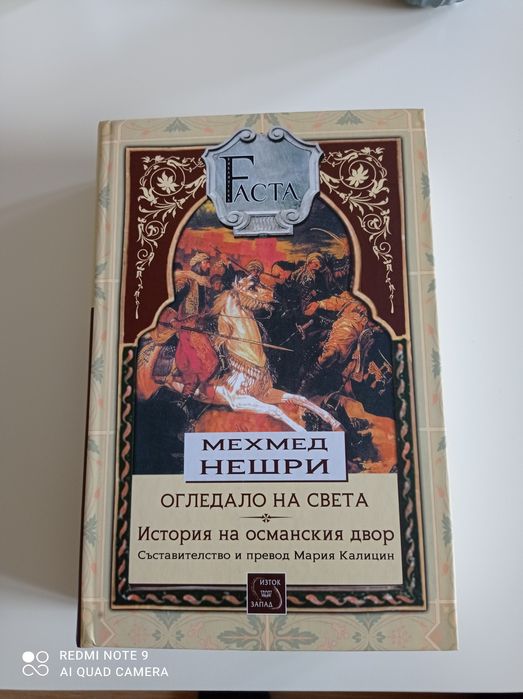 FACTA
МЕХМЕД
НЕШРИ
ОГЛЕДАЛО НА СВЕТА
История на османския двор
Съставителство и превод Мария Калицин
ИЗТОК
ЗАПАД
REDMI NOTE 9
AI QUAD CAMERA